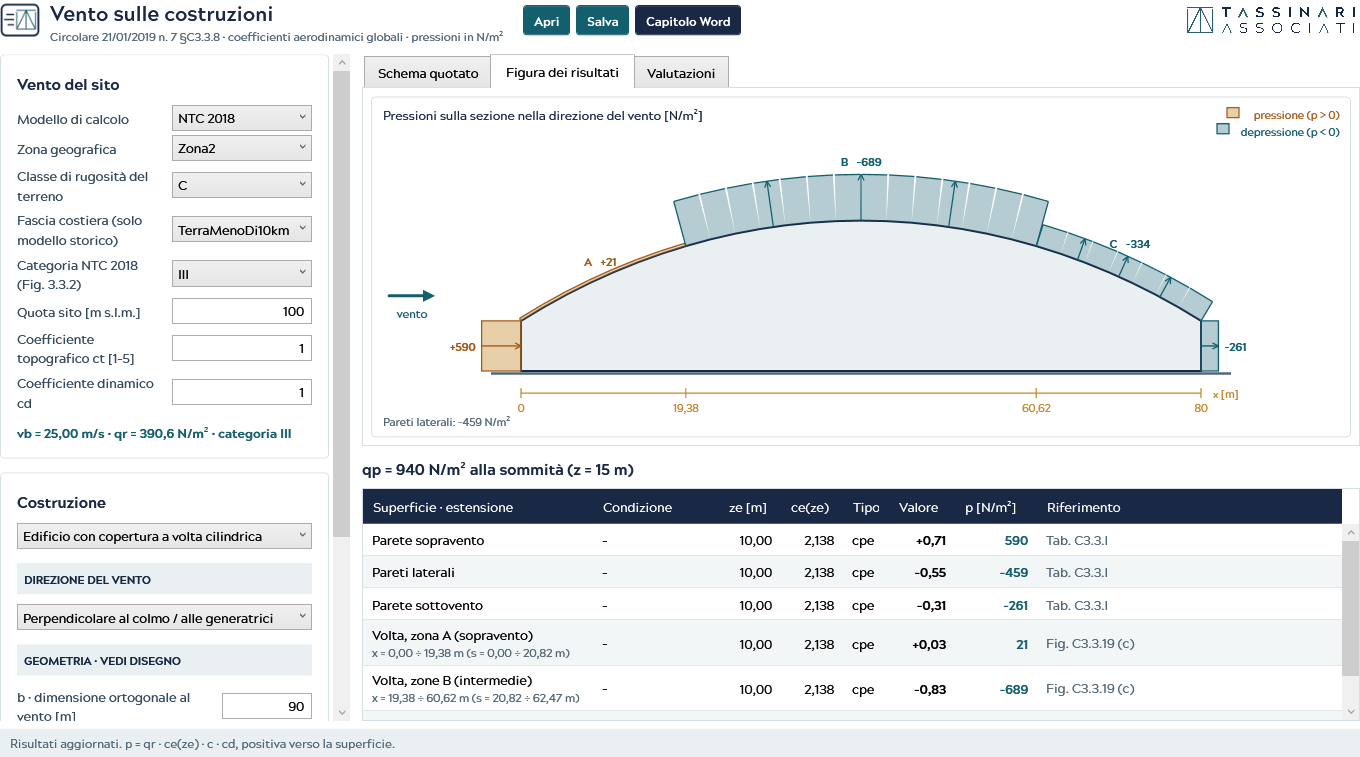 Vento sulle costruzioni
Circolare 21/01/2019 n. 7 §C3.3.8 · coefficienti aerodinamici globali · pressioni in N/m²
Apri
Salva
Capitolo Word
TASSINARI
ASSOCIATI
Vento del sito
Modello di calcolo
NTC 2018
Zona geografica
Zona2
Classe di rugosità del
terreno
C
Fascia costiera (solo
modello storico)
TerraMenoDi10km
Categoria NTC 2018
(Fig. 3.3.2)
III
Quota sito [m s.l.m.]
100
Coefficiente
topografico ct [1-5]
1
Coefficiente dinamico
cd
1
vb = 25,00 m/s · qr = 390,6 N/m² · categoria III
Costruzione
Edificio con copertura a volta cilindrica
DIREZIONE DEL VENTO
Perpendicolare al colmo / alle generatrici
GEOMETRIA · VEDI DISEGNO
b · dimensione ortogonale al
vento [m]
90
Schema quotato
Figura dei risultati
Valutazioni
Pressioni sulla sezione nella direzione del vento [N/m²]
pressione (p > 0)
depressione (p < 0)
B -689
A +21
C -334
vento
+590
-261
0
19,38
60,62
80
x [m]
Pareti laterali: -459 N/m²
qp = 940 N/m² alla sommità (z = 15 m)
Superficie · estensione Condizione ze [m] ce(ze) Tipo Valore p [N/m²] Riferimento
Parete sopravento - 10,00 2,138 cpe +0,71 590 Tab. C3.3.I
Pareti laterali - 10,00 2,138 cpe -0,55 -459 Tab. C3.3.I
Parete sottovento - 10,00 2,138 cpe -0,31 -261 Tab. C3.3.I
Volta, zona A (sopravento) - 10,00 2,138 cpe +0,03 21 Fig. C3.3.19 (c)
x = 0,00 ÷ 19,38 m (s = 0,00 ÷ 20,82 m)
Volta, zone B (intermedie) - 10,00 2,138 cpe -0,83 -689 Fig. C3.3.19 (c)
x = 19,38 ÷ 60,62 m (s = 20,82 ÷ 62,47 m)
Risultati aggiornati. p = qr · ce(ze) · c · cd, positiva verso la superficie.